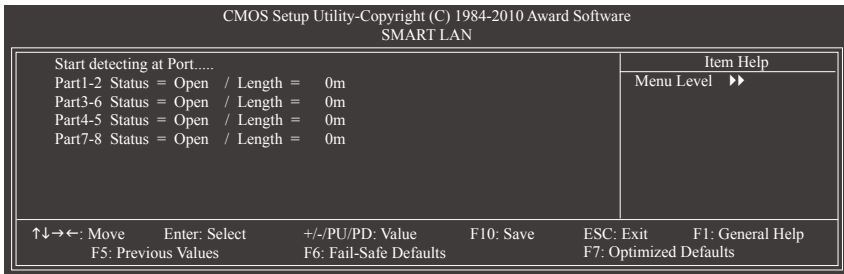 CMOS Setup Utility-Copyright (C) 1984-2010 Award Software
SMART LAN
Start detecting at Port.....
Part1-2 Status = Open / Length = 0m
Part3-6 Status = Open / Length = 0m
Part4-5 Status = Open / Length = 0m
Part7-8 Status = Open / Length = 0m
Item Help
Menu Level ▶▶
↑↓→←: Move Enter: Select +/-/PU/PD: Value F10: Save ESC: Exit F1: General Help
F5: Previous Values F6: Fail-Safe Defaults F7: Optimized Defaults